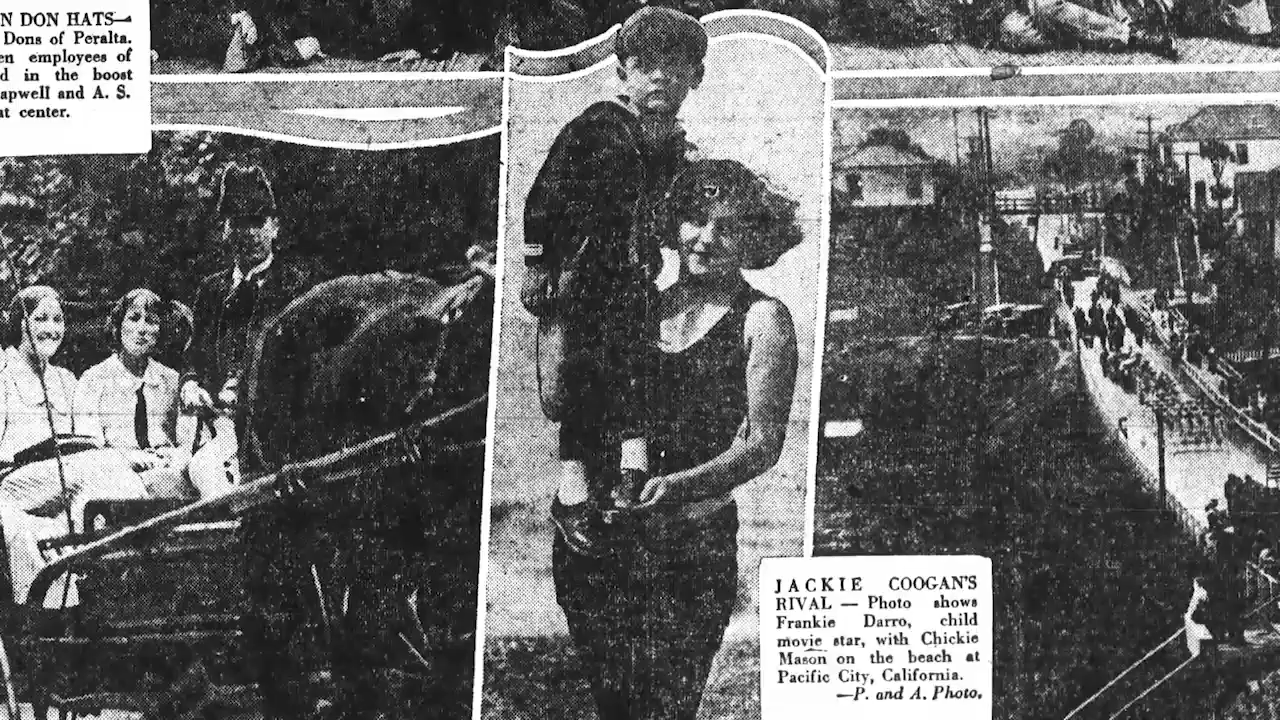 N DON HATS—
Dons of Peralta.
en employees of
d in the boost
apwell and A. S.
at center.
JACKIE COOGAN'S
RIVAL — Photo shows
Frankie Darro, child
movie star, with Chickie
Mason on the beach at
Pacific City, California.
—P. and A. Photo.